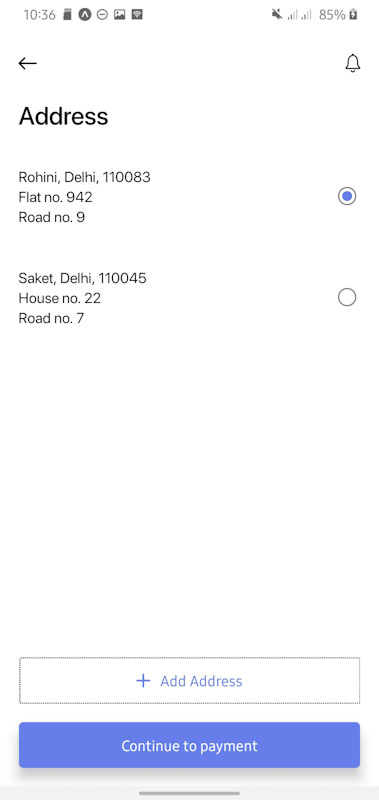 10:36
85%
Address
Rohini, Delhi, 110083
Flat no. 942
Road no. 9
Saket, Delhi, 110045
House no. 22
Road no. 7
+ Add Address
Continue to payment